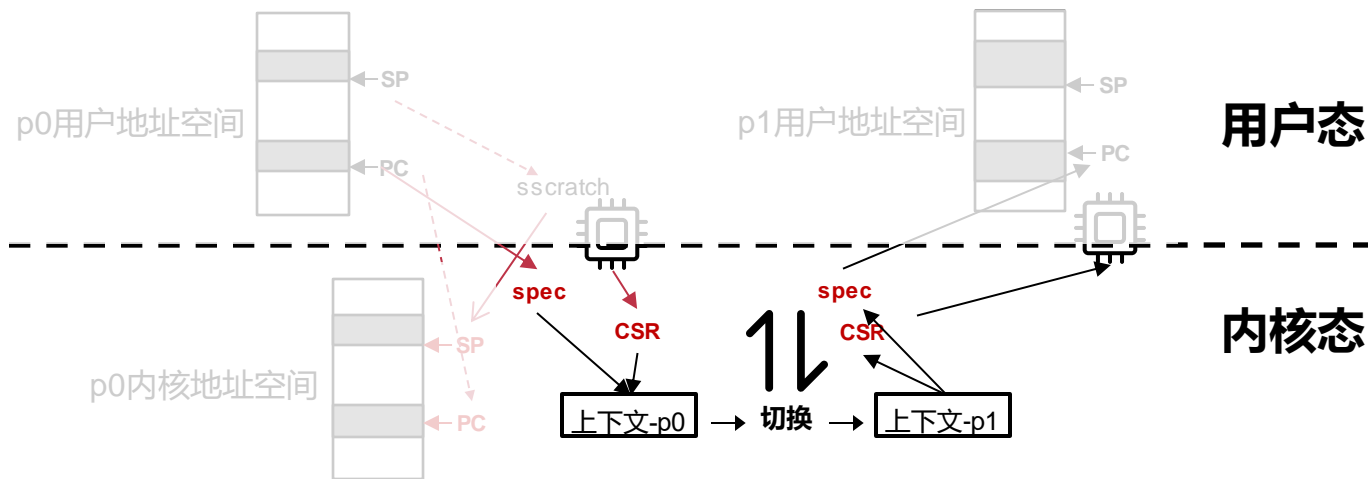 SP
SP
p0用户地址空间
p1用户地址空间
用户态
PC
PC
sscratch
spec
spec
CSR
CSR
内核态
SP
p0内核地址空间
PC
上下文-p0
切换
上下文-p1